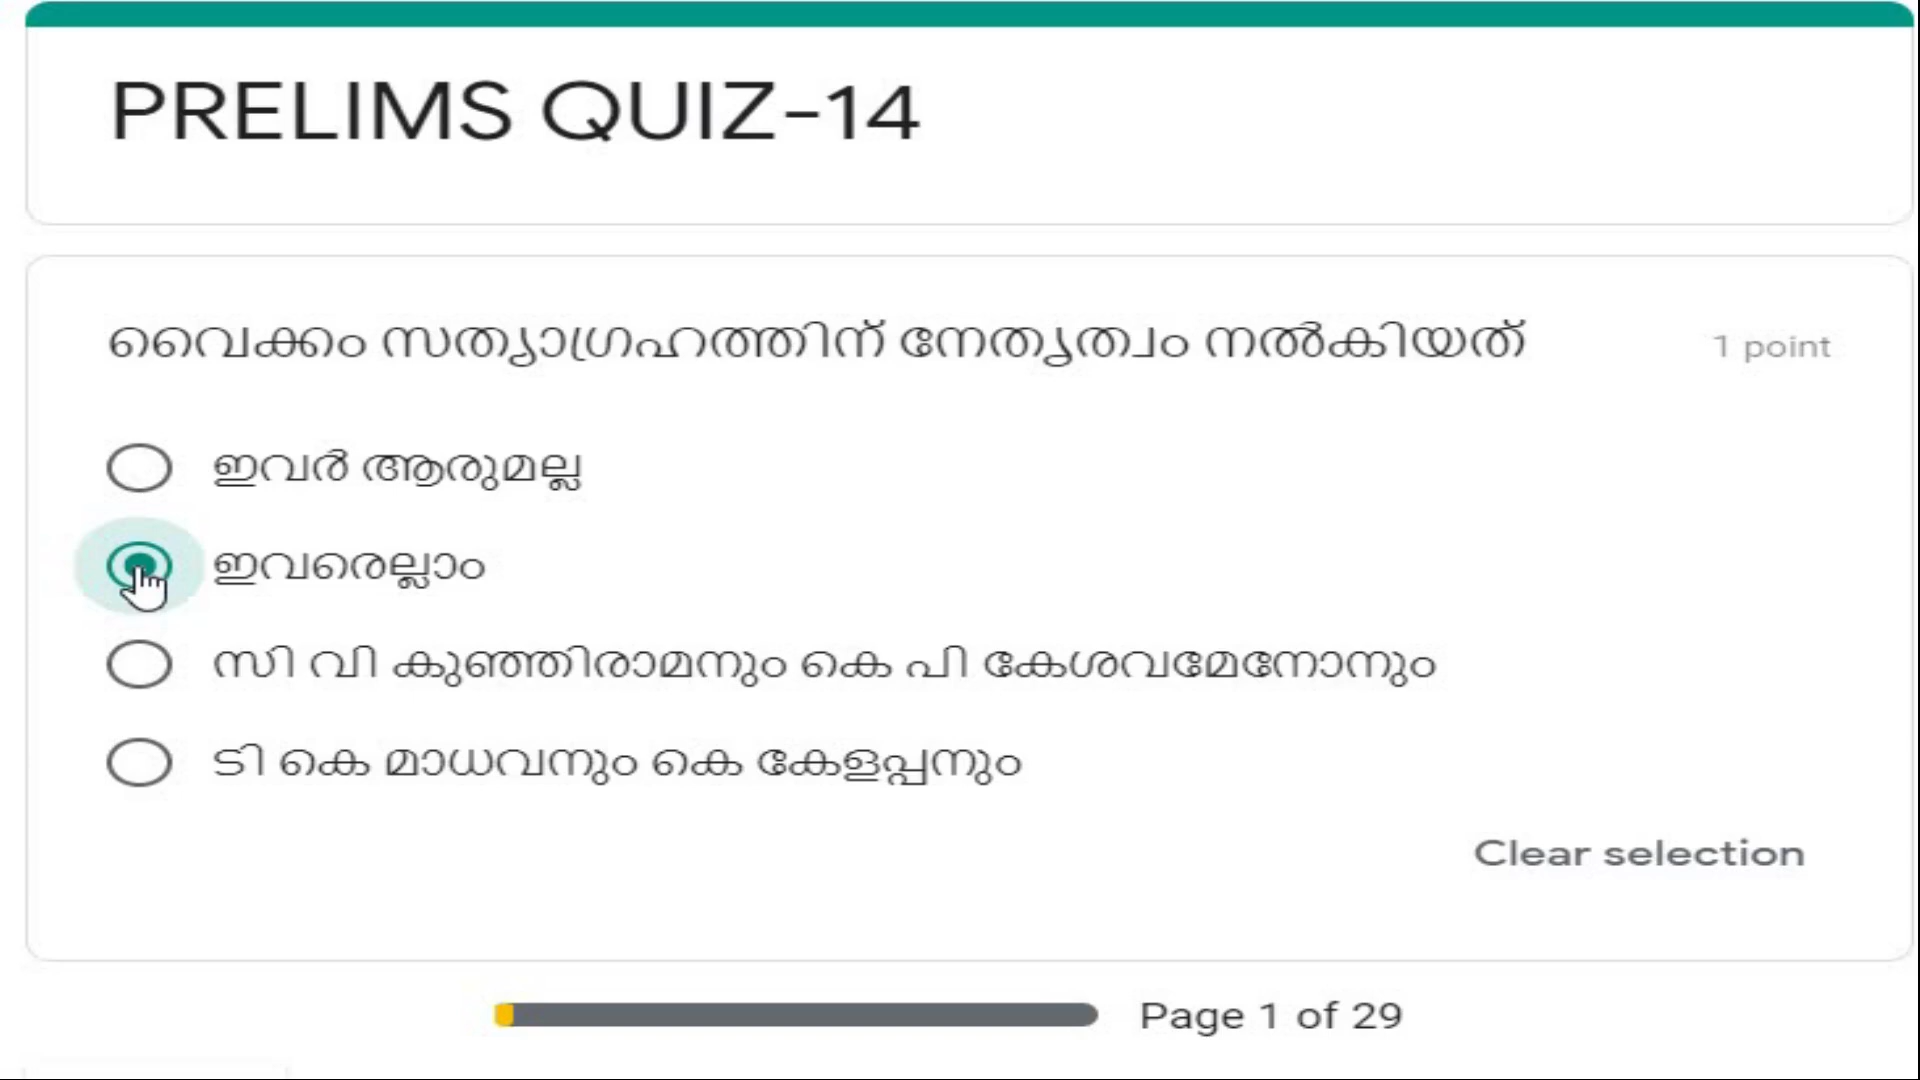 PRELIMS QUIZ-14
വൈക്കം സത്യാഗ്രഹത്തിന് നേതൃത്വം നൽകിയത്
1 point
ഇവർ ആരുമല്ല
ഇവരെല്ലാം
സി വി കുഞ്ഞിരാമനും കെ പി കേശവമേനോനും
ടി കെ മാധവനും കെ കേളപ്പനും
Clear selection
Page 1 of 29